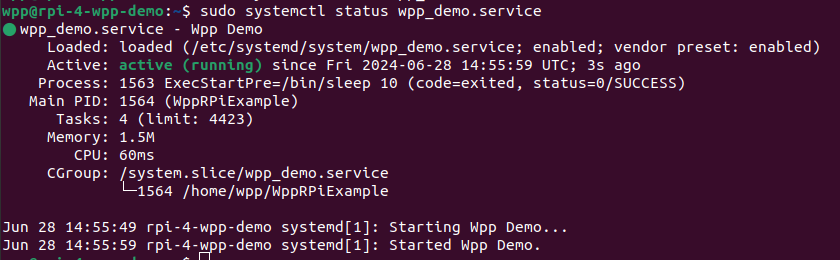 wpp@rpi-4-wpp-demo:~$ sudo systemctl status wpp_demo.service
● wpp_demo.service - Wpp Demo
     Loaded: loaded (/etc/systemd/system/wpp_demo.service; enabled; vendor preset: enabled)
     Active: active (running) since Fri 2024-06-28 14:55:59 UTC; 3s ago
    Process: 1563 ExecStartPre=/bin/sleep 10 (code=exited, status=0/SUCCESS)
   Main PID: 1564 (WppRPiExample)
      Tasks: 4 (limit: 4423)
     Memory: 1.5M
        CPU: 60ms
     CGroup: /system.slice/wpp_demo.service
             └─1564 /home/wpp/WppRPiExample

Jun 28 14:55:49 rpi-4-wpp-demo systemd[1]: Starting Wpp Demo...
Jun 28 14:55:59 rpi-4-wpp-demo systemd[1]: Started Wpp Demo.